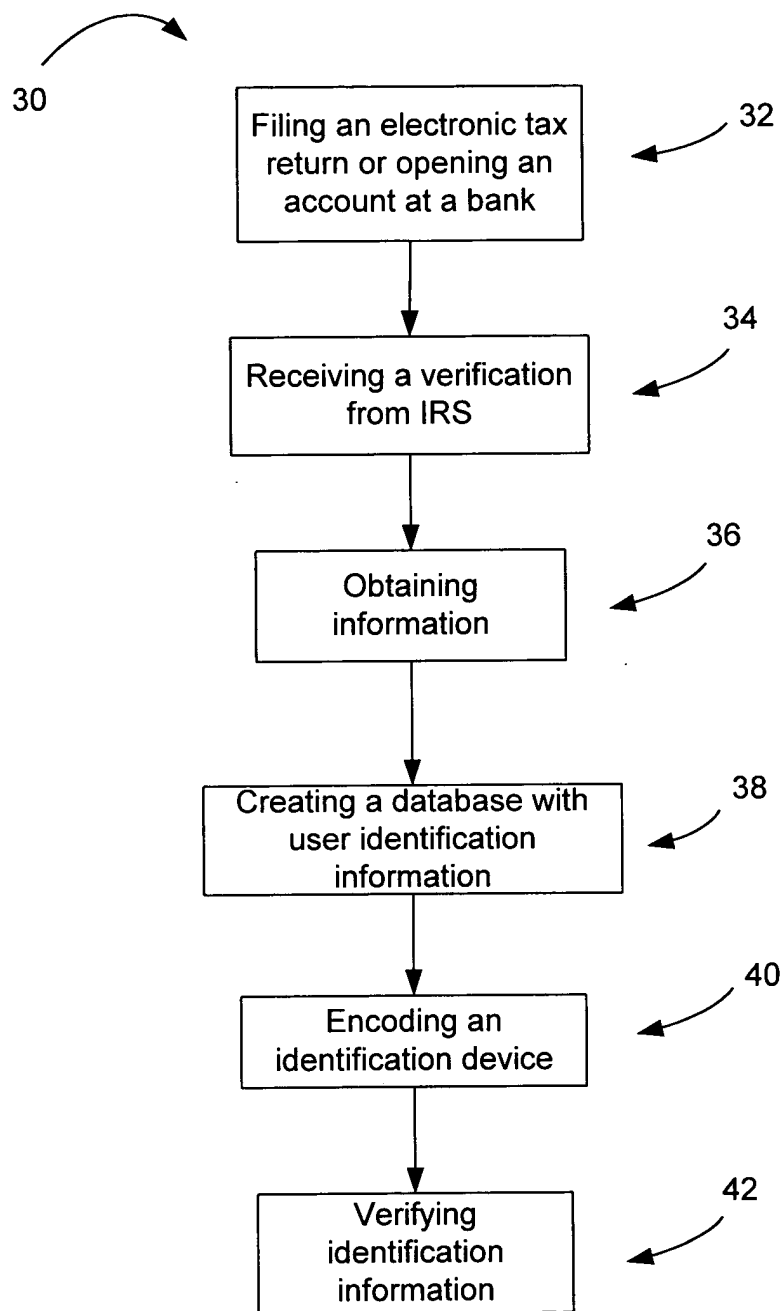 30
Filing an electronic tax
return or opening an
account at a bank
32
Receiving a verification
from IRS
34
Obtaining
information
36
Creating a database with
user identification
information
38
Encoding an
identification device
40
Verifying
identification
information
42